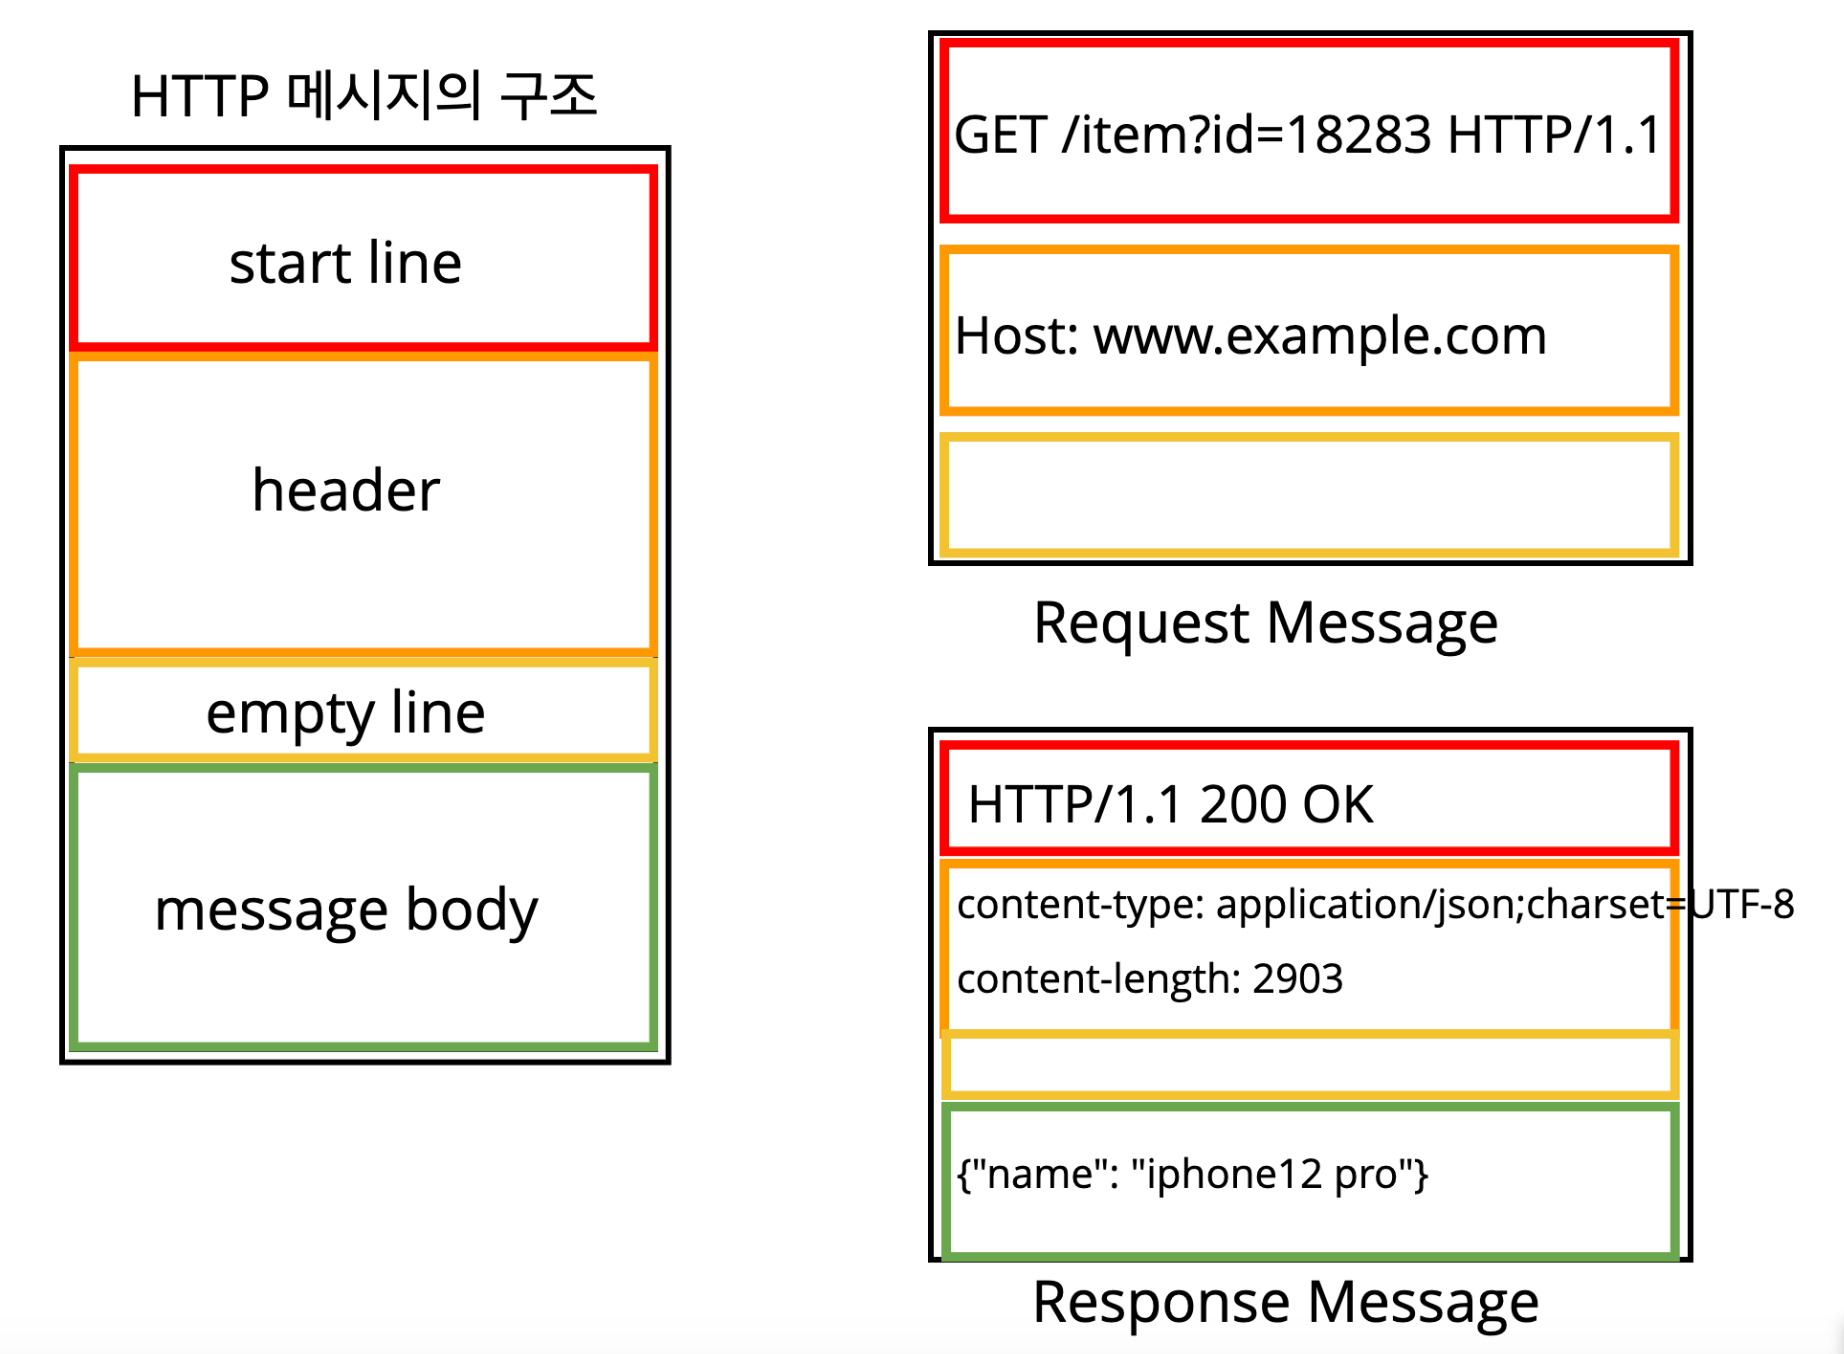 HTTP 메시지의 구조
start line
header
empty line
message body
GET /item?id=18283 HTTP/1.1
Host: www.example.com
Request Message
HTTP/1.1 200 OK
content-type: application/json;charset=UTF-8
content-length: 2903
{"name": "iphone12 pro"}
Response Message